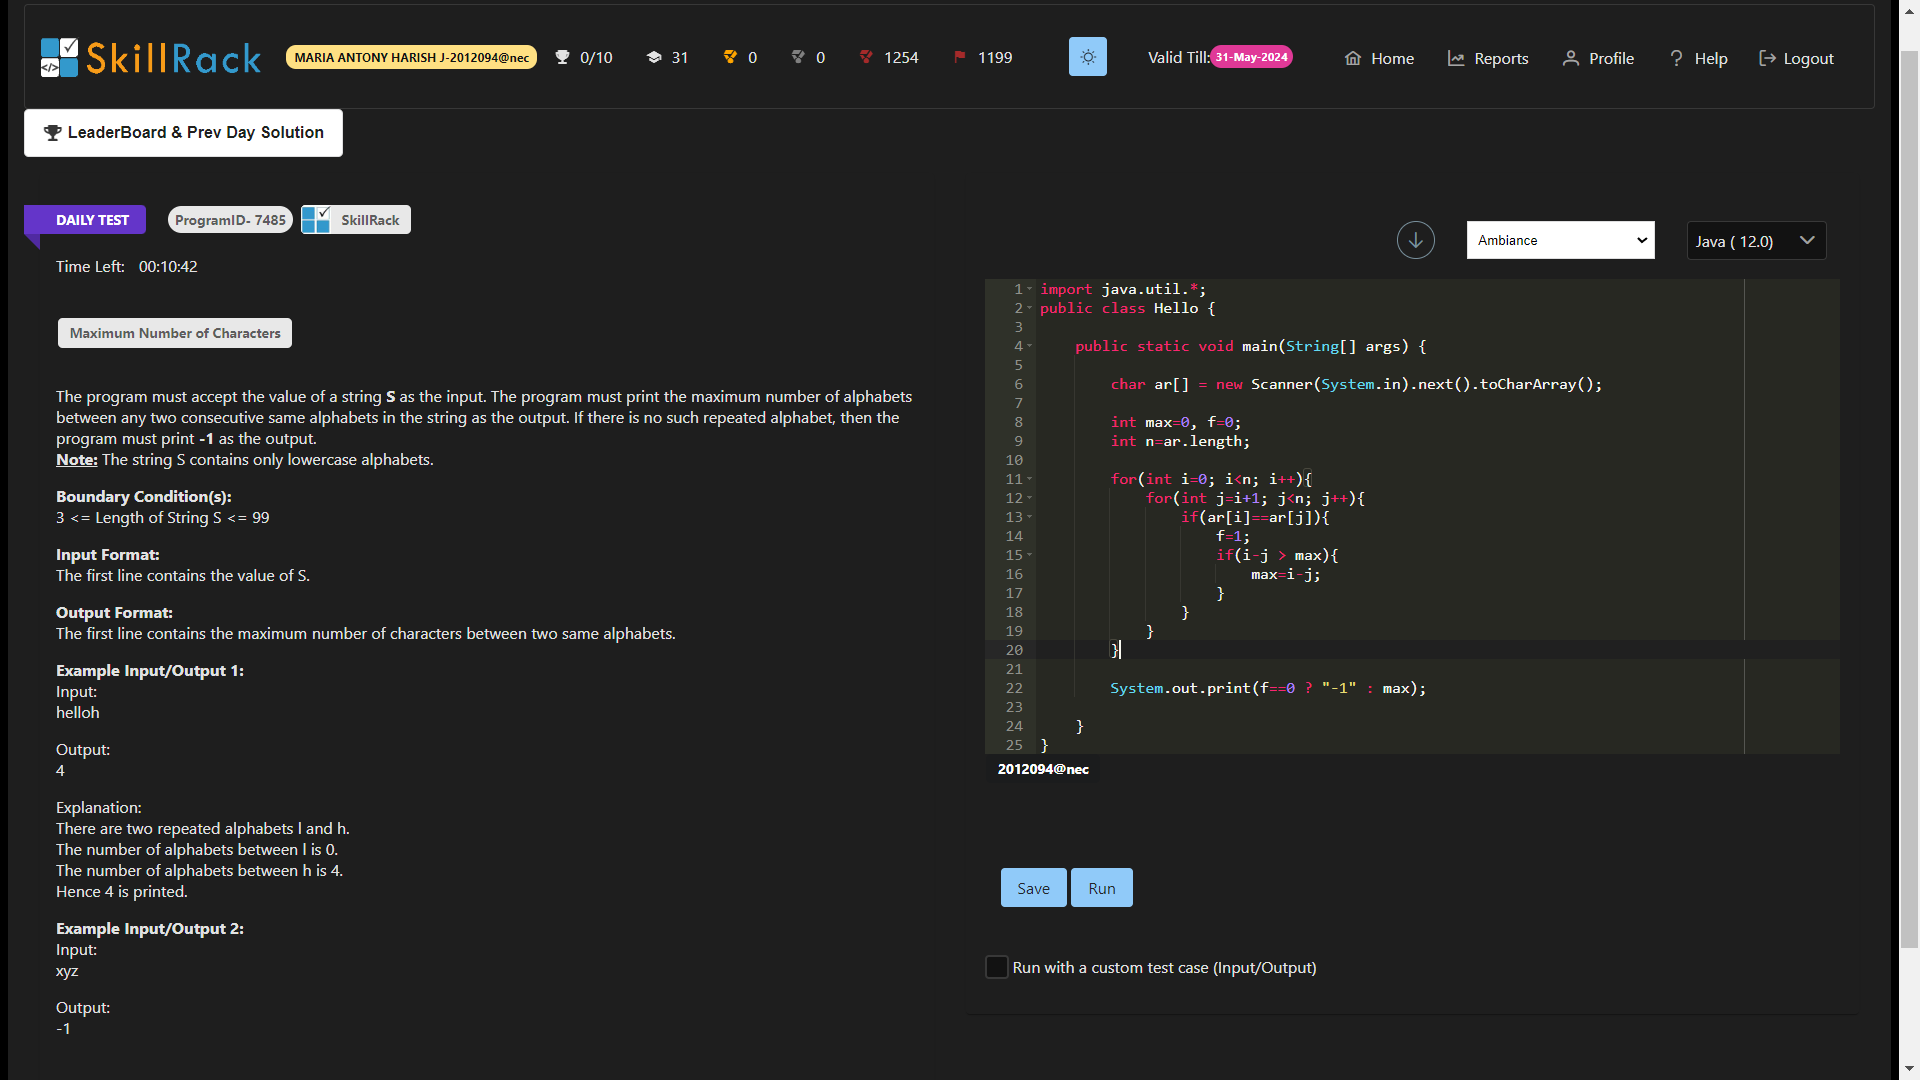 SkillRack
MARIA ANTONY HARISH J-2012094@nec
0/10
31
0
0
1254
1199
Valid Till: 31-May-2024
Home
Reports
Profile
Help
Logout
LeaderBoard & Prev Day Solution
DAILY TEST
ProgramID- 7485
SkillRack
Time Left: 00:10:42
Maximum Number of Characters
The program must accept the value of a string S as the input. The program must print the maximum number of alphabets
between any two consecutive same alphabets in the string as the output. If there is no such repeated alphabet, then the
program must print -1 as the output.
Note: The string S contains only lowercase alphabets.
Boundary Condition(s):
3 <= Length of String S <= 99
Input Format:
The first line contains the value of S.
Output Format:
The first line contains the maximum number of characters between two same alphabets.
Example Input/Output 1:
Input:
helloh
Output:
4
Explanation:
There are two repeated alphabets l and h.
The number of alphabets between l is 0.
The number of alphabets between h is 4.
Hence 4 is printed.
Example Input/Output 2:
Input:
xyz
Output:
-1
Ambiance
Java ( 12.0)
1 import java.util.*;
2 public class Hello {
3
4 public static void main(String[] args) {
5
6 char ar[] = new Scanner(System.in).next().toCharArray();
7
8 int max=0, f=0;
9 int n=ar.length;
10
11 for(int i=0; i<n; i++){
12 for(int j=i+1; j<n; j++){
13 if(ar[i]==ar[j]){
14 f=1;
15 if(i-j > max){
16 max=i-j;
17 }
18 }
19 }
20 }
21
22 System.out.print(f==0 ? "-1" : max);
23
24 }
25 }
2012094@nec
Save
Run
Run with a custom test case (Input/Output)